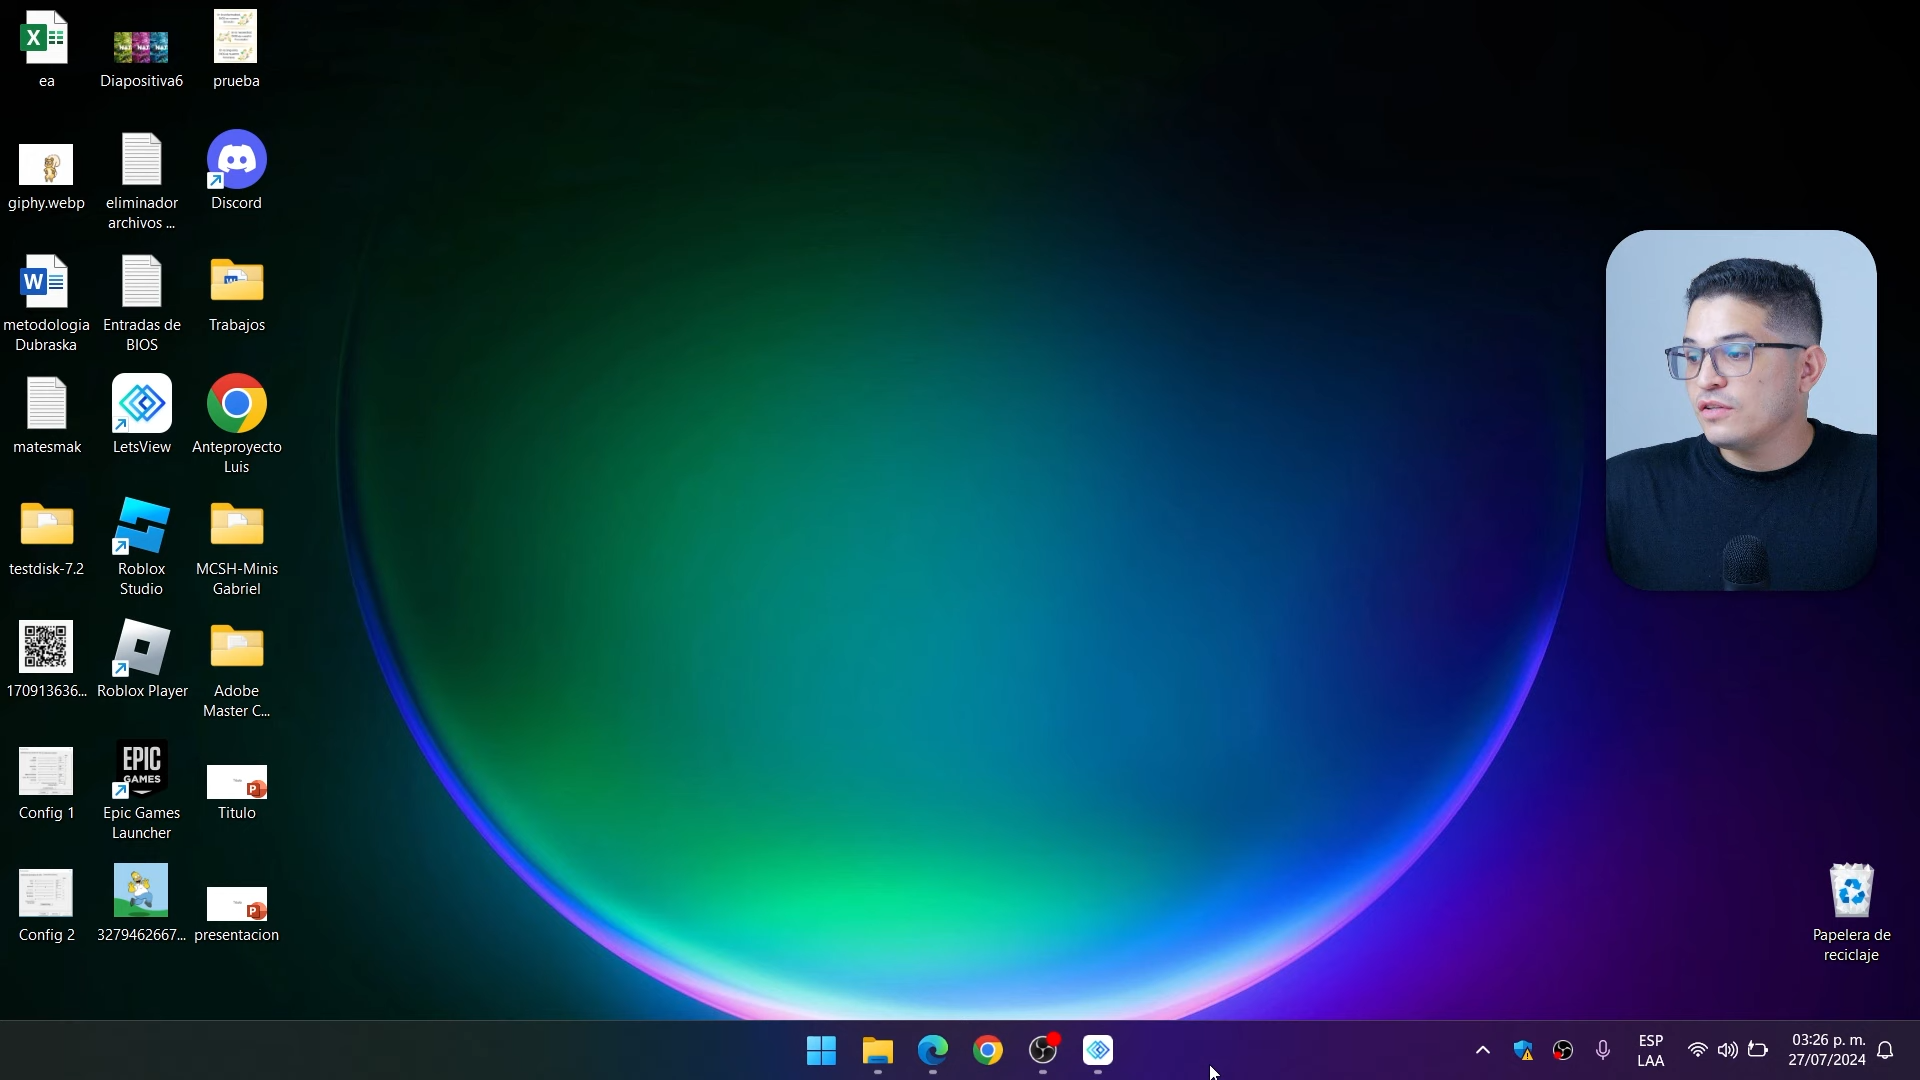 ea
Diapositiva6
prueba
giphy.webp
eliminador
archivos ...
Discord
metodologia
Dubraska
Entradas de
BIOS
Trabajos
matesmak
LetsView
Anteproyecto
Luis
testdisk-7.2
Roblox
Studio
MCSH-Minis
Gabriel
170913636...
Roblox Player
Adobe
Master C...
Config 1
EPIC
GAMES
Epic Games
Launcher
Titulo
Config 2
3279462667...
presentacion
Papelera de
reciclaje
ESP
LAA
03:26 p. m.
27/07/2024